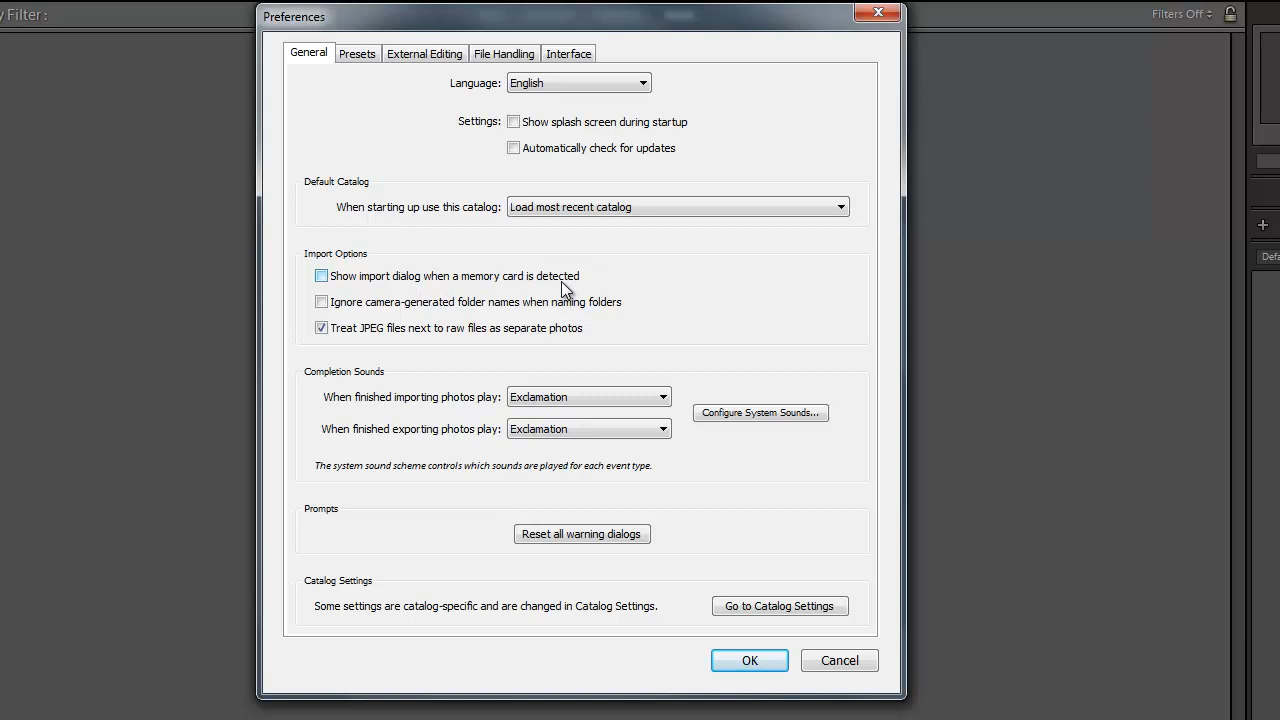 y Filter :
Filters Off
Preferences
General
Presets
External Editing
File Handling
Interface
Language:
English
Settings:
Show splash screen during startup
Automatically check for updates
Default Catalog
When starting up use this catalog:
Load most recent catalog
Import Options
Show import dialog when a memory card is detected
Ignore camera-generated folder names when naming folders
Treat JPEG files next to raw files as separate photos
Completion Sounds
When finished importing photos play:
Exclamation
Configure System Sounds...
When finished exporting photos play:
Exclamation
The system sound scheme controls which sounds are played for each event type.
Prompts
Reset all warning dialogs
Catalog Settings
Some settings are catalog-specific and are changed in Catalog Settings.
Go to Catalog Settings
OK
Cancel
Defa